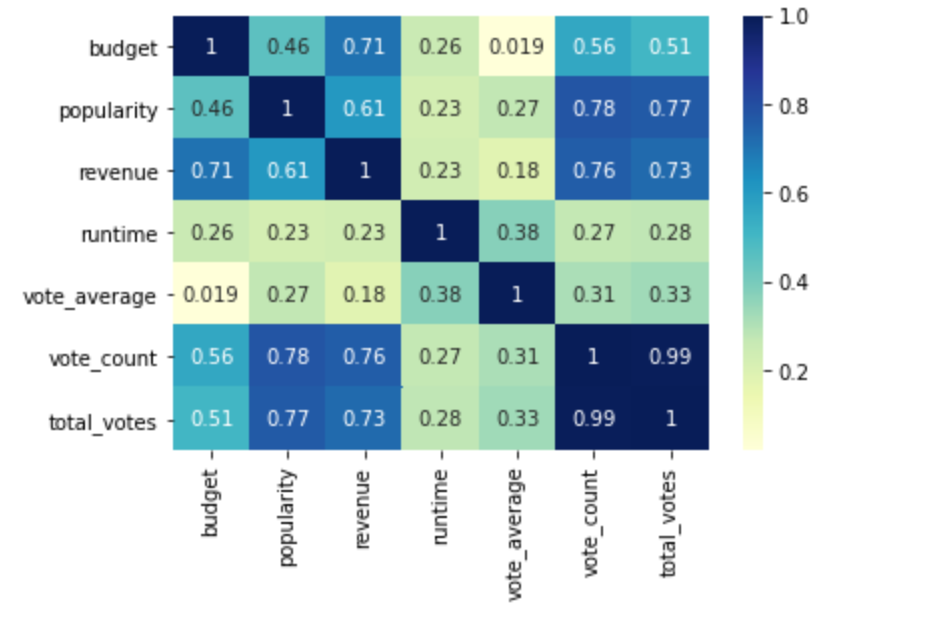 1.0
budget 1 0.46 0.71 0.26 0.019 0.56 0.51
popularity 0.46 1 0.61 0.23 0.27 0.78 0.77
0.8
revenue 0.71 0.61 1 0.23 0.18 0.76 0.73
0.6
runtime 0.26 0.23 0.23 1 0.38 0.27 0.28
0.4
vote_average 0.019 0.27 0.18 0.38 1 0.31 0.33
vote_count 0.56 0.78 0.76 0.27 0.31 1 0.99
0.2
total_votes 0.51 0.77 0.73 0.28 0.33 0.99 1
budget
popularity
revenue
runtime
vote_average
vote_count
total_votes